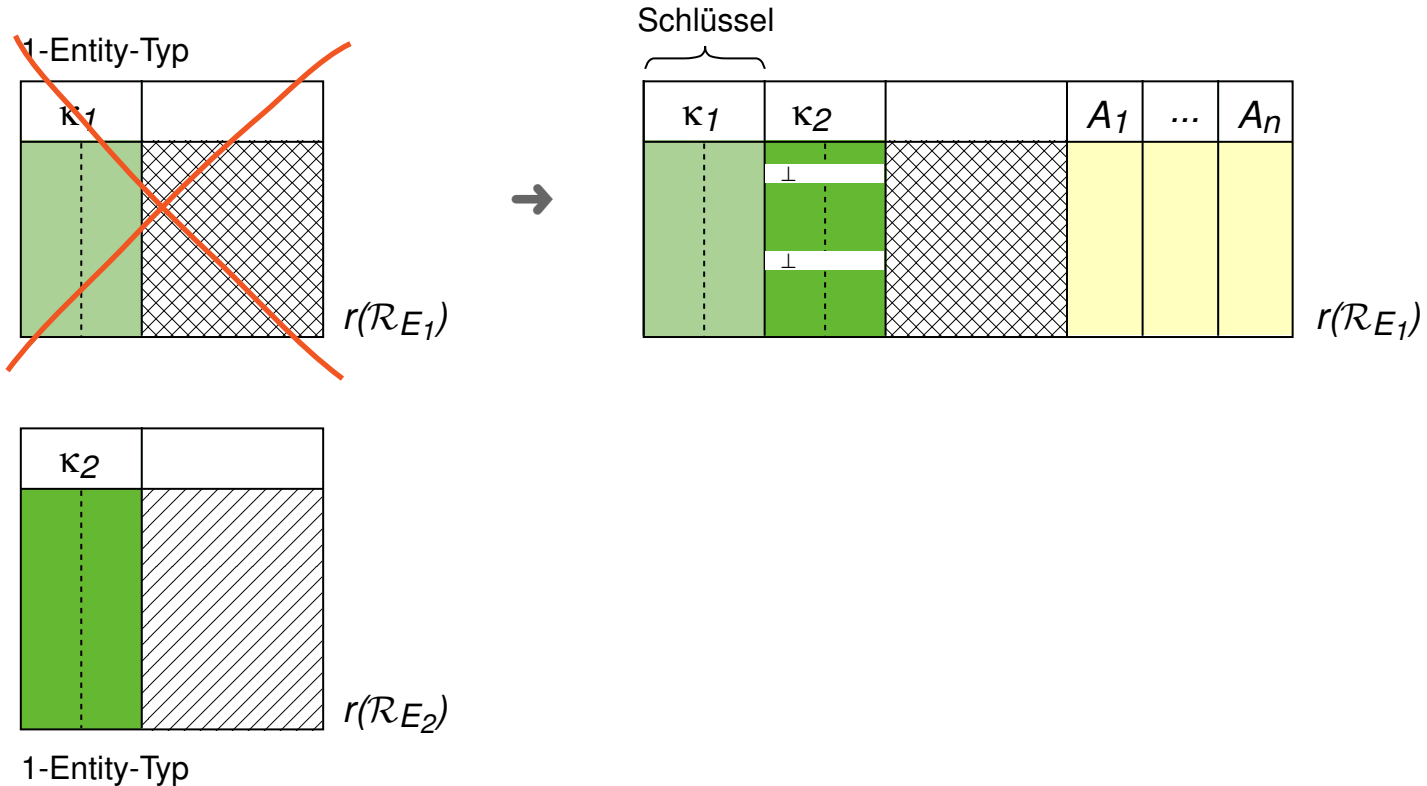 Schlüssel
1-Entity-Typ
κ1
r(ℛE1)
➜
κ1 κ2 A1 ... An
⊥
⊥
r(ℛE1)
κ2
r(ℛE2)
1-Entity-Typ